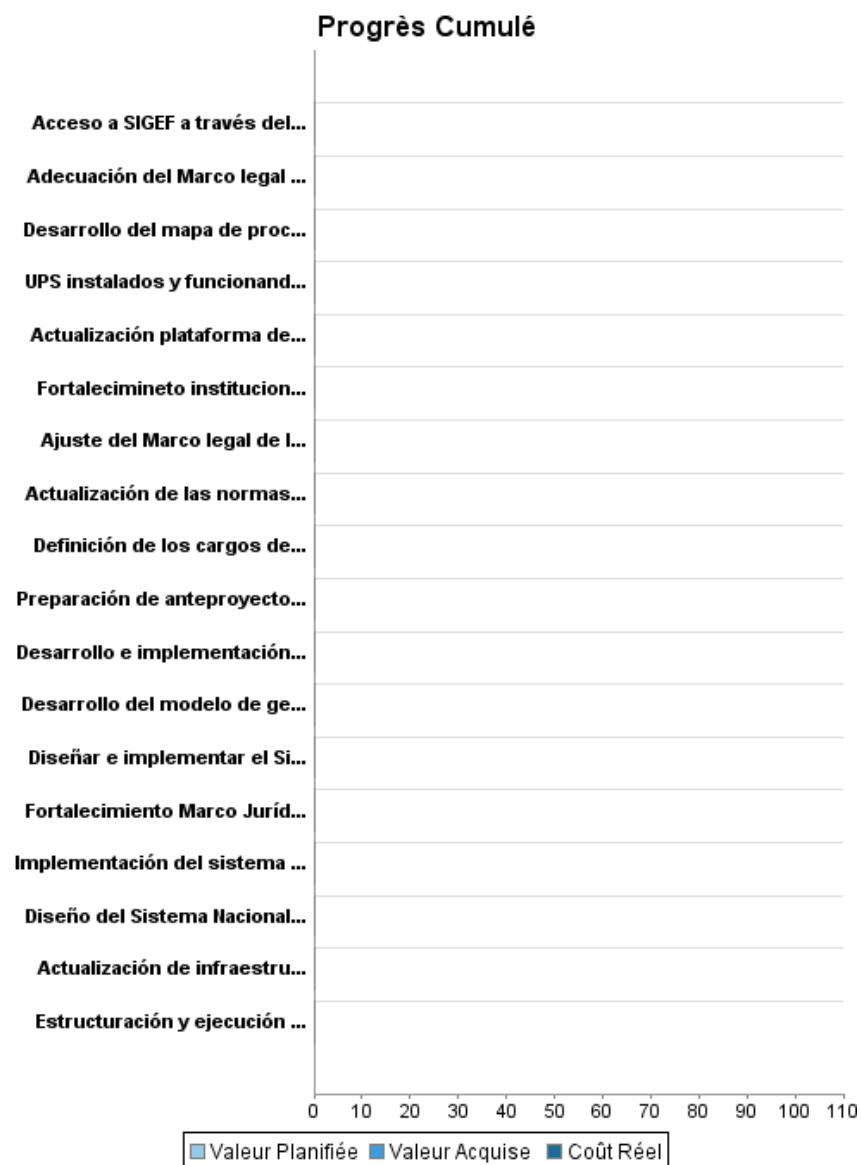 Progrès Cumulé
Acceso a SIGEF a través del...
Adecuación del Marco legal ...
Desarrollo del mapa de proc...
UPS instalados y funcionand...
Actualización plataforma de...
Fortalecimineto institucion...
Ajuste del Marco legal de l...
Actualización de las normas...
Definición de los cargos de...
Preparación de anteproyecto...
Desarrollo e implementación...
Desarrollo del modelo de ge...
Diseñar e implementar el Si...
Fortalecimiento Marco Juríd...
Implementación del sistema ...
Diseño del Sistema Nacional...
Actualización de infraestru...
Estructuración y ejecución ...
0 10 20 30 40 50 60 70 80 90 100 110
Valeur Planifiée Valeur Acquise Coût Réel